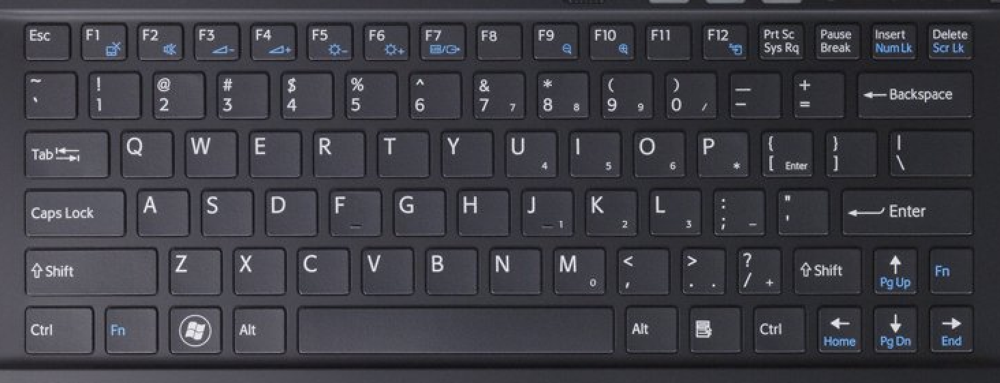 Esc F1 F2 F3 F4 F5 F6 F7 F8 F9 F10 F11 F12 Prt Sc Pause Insert Delete
Sys Rq Break Num Lk Scr Lk
~ ! @ # $ % ^ & * ( ) — +
` 1 2 3 4 5 6 7 7 8 8 9 9 0 / - = ←Backspace
Tab Q W E R T Y U 4 I 5 O 6 P * { } |
[ Enter ] \
Caps Lock A S D F _ G H J _ 1 K 2 L 3 : " Enter
; - '
⇧ Shift Z X C V B N M 0 < > ? ⇧ Shift ↑ Fn
, . . / + Pg Up
Ctrl Fn Alt Alt Ctrl ← ↓ →
Home Pg Dn End